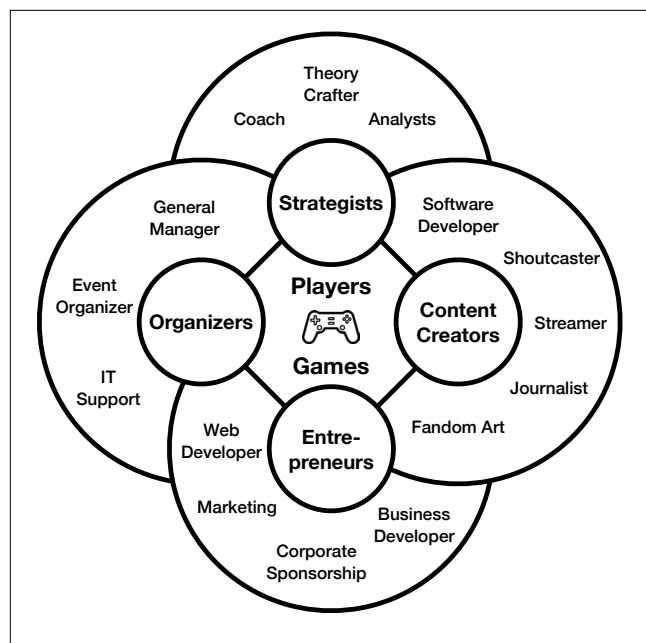 Theory
Crafter
Coach
Analysts
Strategists
General
Manager
Software
Developer
Shoutcaster
Event
Organizer
Organizers
Players
Games
Content
Creators
Streamer
IT
Support
Journalist
Web
Developer
Entre-
preneurs
Fandom Art
Marketing
Business
Developer
Corporate
Sponsorship